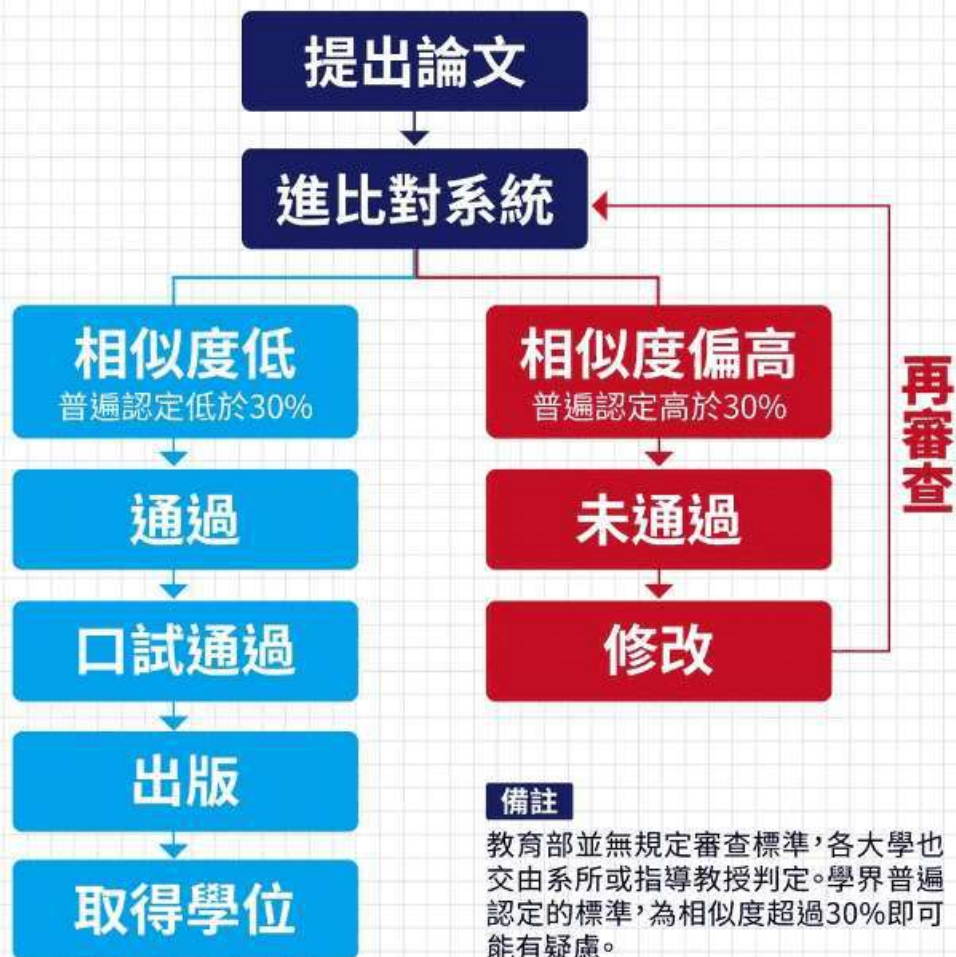 提出論文
進比對系統
相似度低
普遍認定低於30%
通過
口試通過
出版
取得學位
相似度偏高
普遍認定高於30%
未通過
修改
再審查
備註
教育部並無規定審查標準，各大學也
交由系所或指導教授判定。學界普遍
認定的標準，為相似度超過30%即可
能有疑慮。